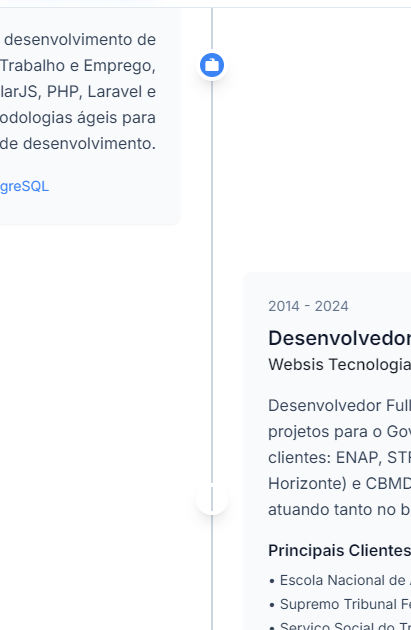 desenvolvimento de
Trabalho e Emprego,
larJS, PHP, Laravel e
odologias ágeis para
de desenvolvimento.
greSQL
2014 - 2024
Desenvolvedor
Websis Tecnologia
Desenvolvedor Full
projetos para o Gov
clientes: ENAP, STF
Horizonte) e CBMD
atuando tanto no b
Principais Clientes
• Escola Nacional de A
• Supremo Tribunal Fe
• Serviço Social do Tr